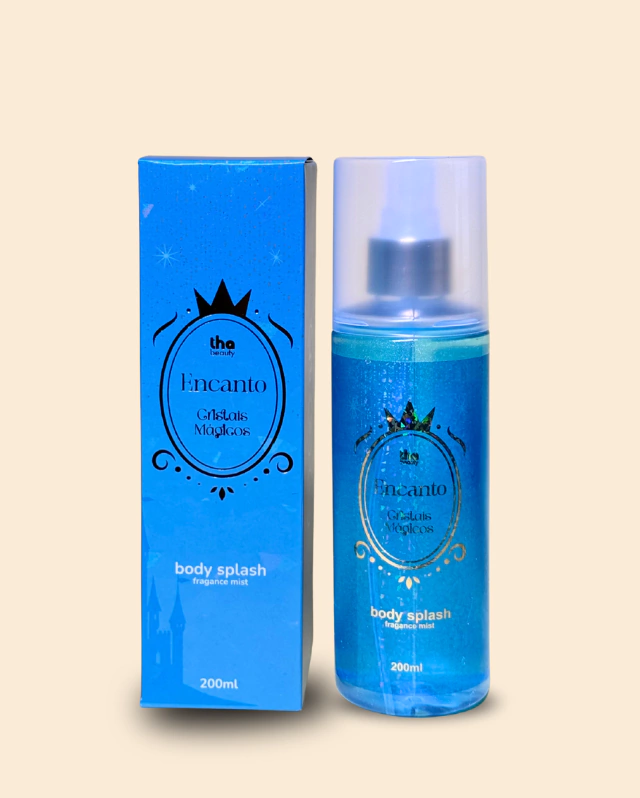 tha
beauty
Encanto
Cristais
Mágicos
body splash
fragance mist
200ml
tha
beauty
Encanto
Cristais
Mágicos
body splash
fragance mist
200ml